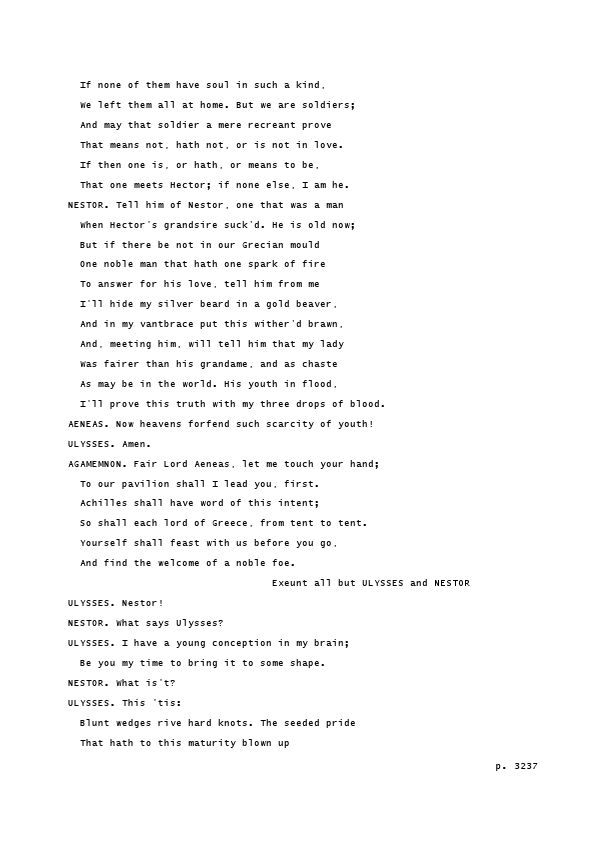 If none of them have soul in such a kind,
We left them all at home. But we are soldiers;
And may that soldier a mere recreant prove
That means not, hath not, or is not in love.
If then one is, or hath, or means to be,
That one meets Hector; if none else, I am he.
NESTOR. Tell him of Nestor, one that was a man
When Hector's grandsire suck'd. He is old now;
But if there be not in our Grecian mould
One noble man that hath one spark of fire
To answer for his love, tell him from me
I'll hide my silver beard in a gold beaver,
And in my vantbrace put this wither'd brawn,
And, meeting him, will tell him that my lady
Was fairer than his grandame, and as chaste
As may be in the world. His youth in flood,
I'll prove this truth with my three drops of blood.
AENEAS. Now heavens forfend such scarcity of youth!
ULYSSES. Amen.
AGAMEMNON. Fair Lord Aeneas, let me touch your hand;
To our pavilion shall I lead you, first.
Achilles shall have word of this intent;
So shall each lord of Greece, from tent to tent.
Yourself shall feast with us before you go,
And find the welcome of a noble foe.
Exeunt all but ULYSSES and NESTOR
ULYSSES. Nestor!
NESTOR. What says Ulysses?
ULYSSES. I have a young conception in my brain;
Be you my time to bring it to some shape.
NESTOR. What is't?
ULYSSES. This 'tis:
Blunt wedges rive hard knots. The seeded pride
That hath to this maturity blown up
p. 3237